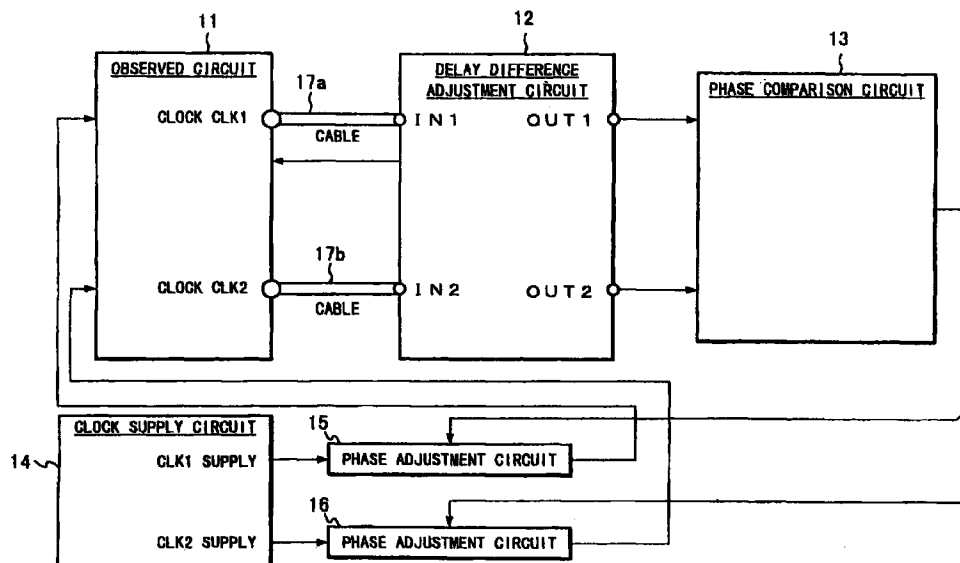 11
12
13
OBSERVED CIRCUIT
DELAY DIFFERENCE
ADJUSTMENT CIRCUIT
PHASE COMPARISON CIRCUIT
17a
CLOCK CLK1
CABLE
IN1
OUT1
17b
CLOCK CLK2
CABLE
IN2
OUT2
CLOCK SUPPLY CIRCUIT
14
15
CLK1 SUPPLY
PHASE ADJUSTMENT CIRCUIT
16
CLK2 SUPPLY
PHASE ADJUSTMENT CIRCUIT